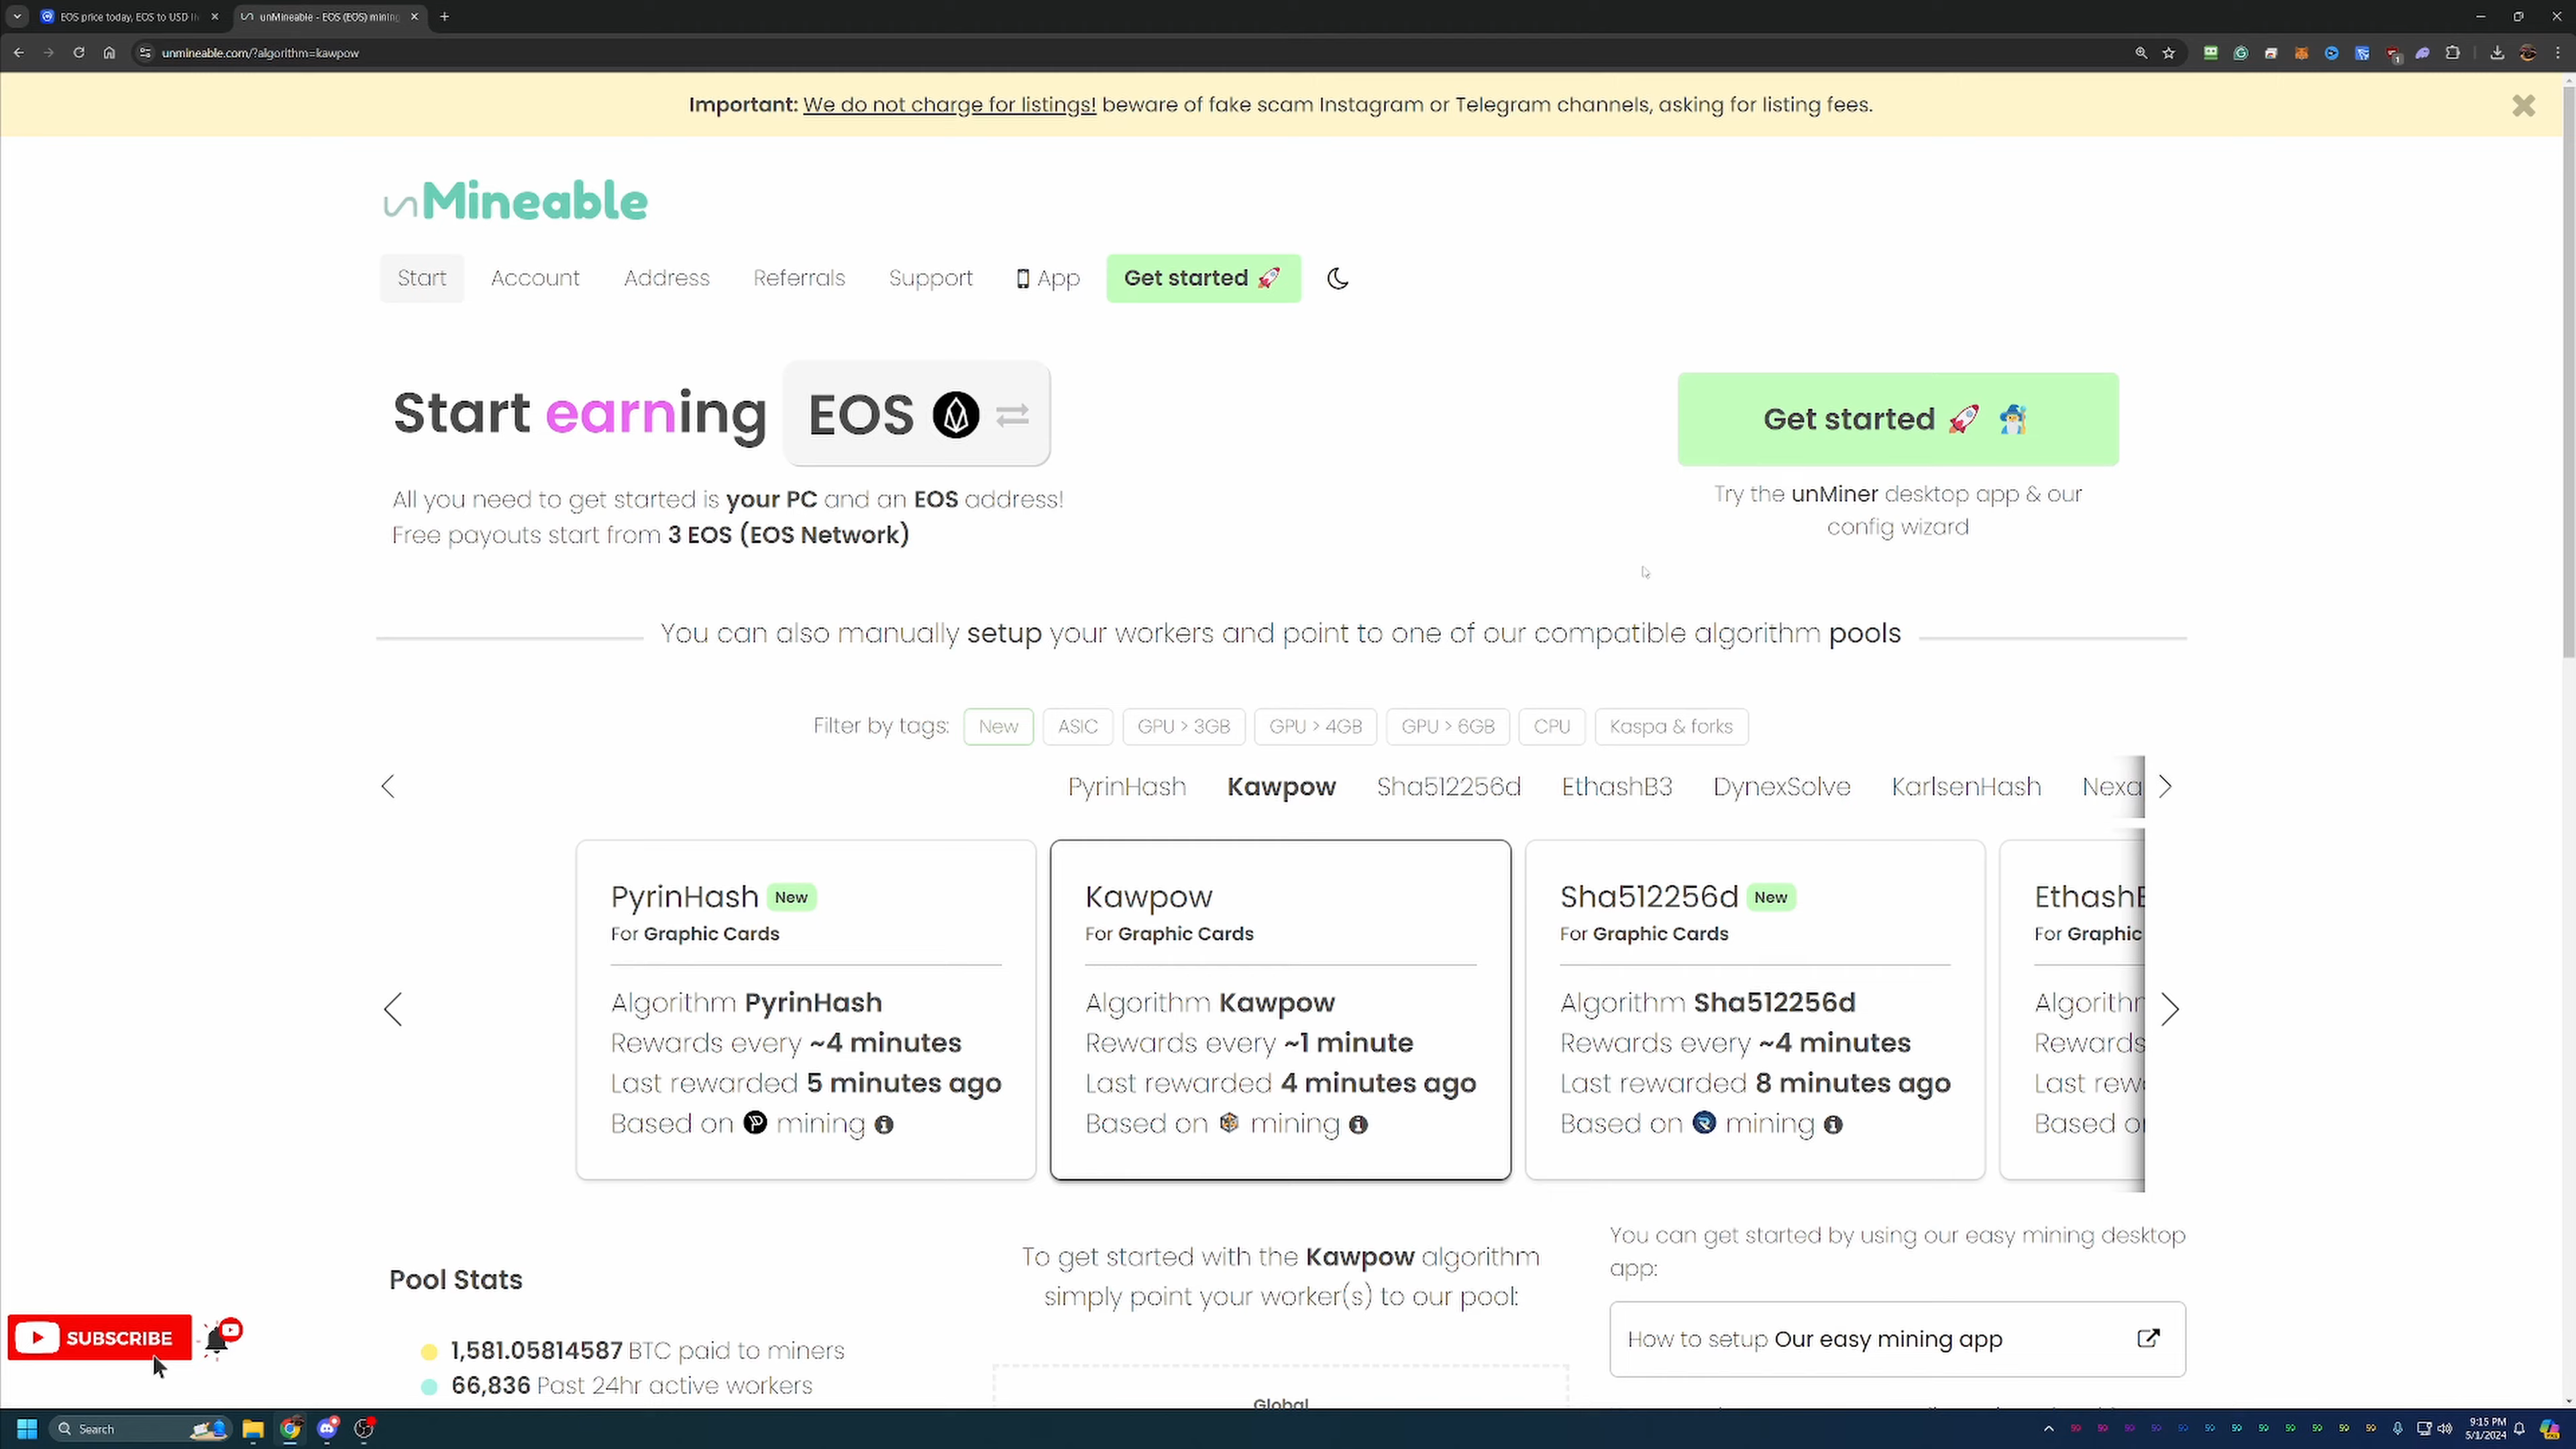 EOS price today, EOS to USD li
unMineable - EOS (EOS) mining
unmineable.com/?algorithm=kawpow
Important: We do not charge for listings! beware of fake scam Instagram or Telegram channels, asking for listing fees.
unMineable
Start Account Address Referrals Support App Get started
Start earning EOS
Get started
All you need to get started is your PC and an EOS address!
Free payouts start from 3 EOS (EOS Network)
Try the unMiner desktop app & our
config wizard
You can also manually setup your workers and point to one of our compatible algorithm pools
Filter by tags: New ASIC GPU > 3GB GPU > 4GB GPU > 6GB CPU Kaspa & forks
PyrinHash Kawpow Sha512256d EthashB3 DynexSolve KarlsenHash Nexa
PyrinHash New
For Graphic Cards
Algorithm PyrinHash
Rewards every ~4 minutes
Last rewarded 5 minutes ago
Based on mining
Kawpow
For Graphic Cards
Algorithm Kawpow
Rewards every ~1 minute
Last rewarded 4 minutes ago
Based on mining
Sha512256d New
For Graphic Cards
Algorithm Sha512256d
Rewards every ~4 minutes
Last rewarded 8 minutes ago
Based on mining
EthashB
For Graphic
Algorithm
Rewards
Last rew
Based on
Pool Stats
1,581.05814587 BTC paid to miners
66,836 Past 24hr active workers
To get started with the Kawpow algorithm
simply point your worker(s) to our pool:
Global
You can get started by using our easy mining desktop
app:
How to setup Our easy mining app
SUBSCRIBE
Search
9:15 PM
5/1/2024